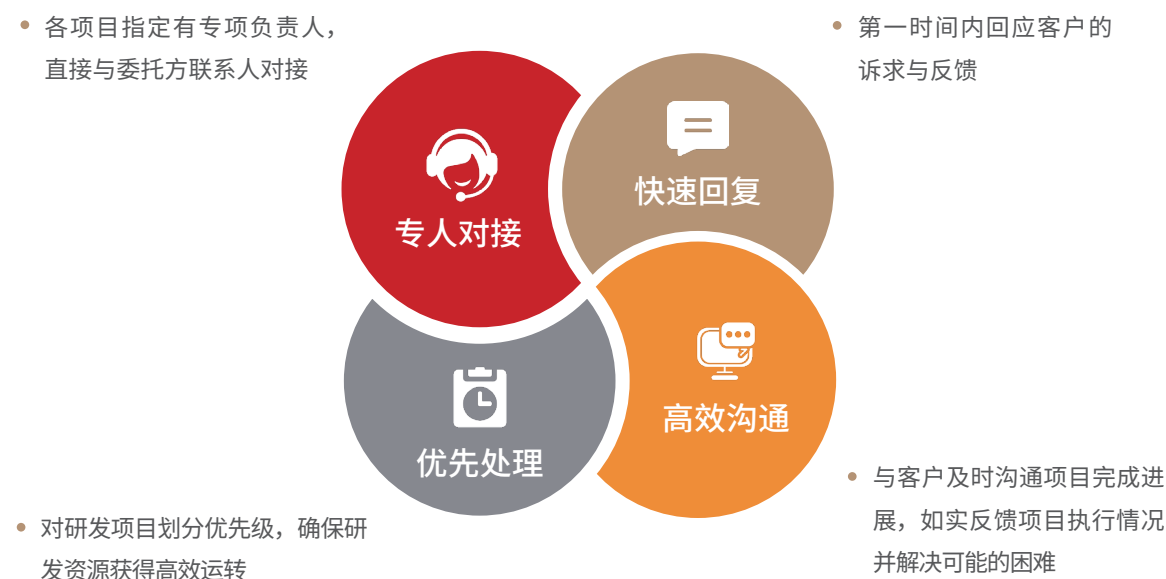 各项目指定有专项负责人，
直接与委托方联系人对接
第一时间内回应客户的
诉求与反馈
专人对接
快速回复
优先处理
高效沟通
对研发项目划分优先级，确保研
发资源获得高效运转
与客户及时沟通项目完成进
展，如实反馈项目执行情况
并解决可能的困难